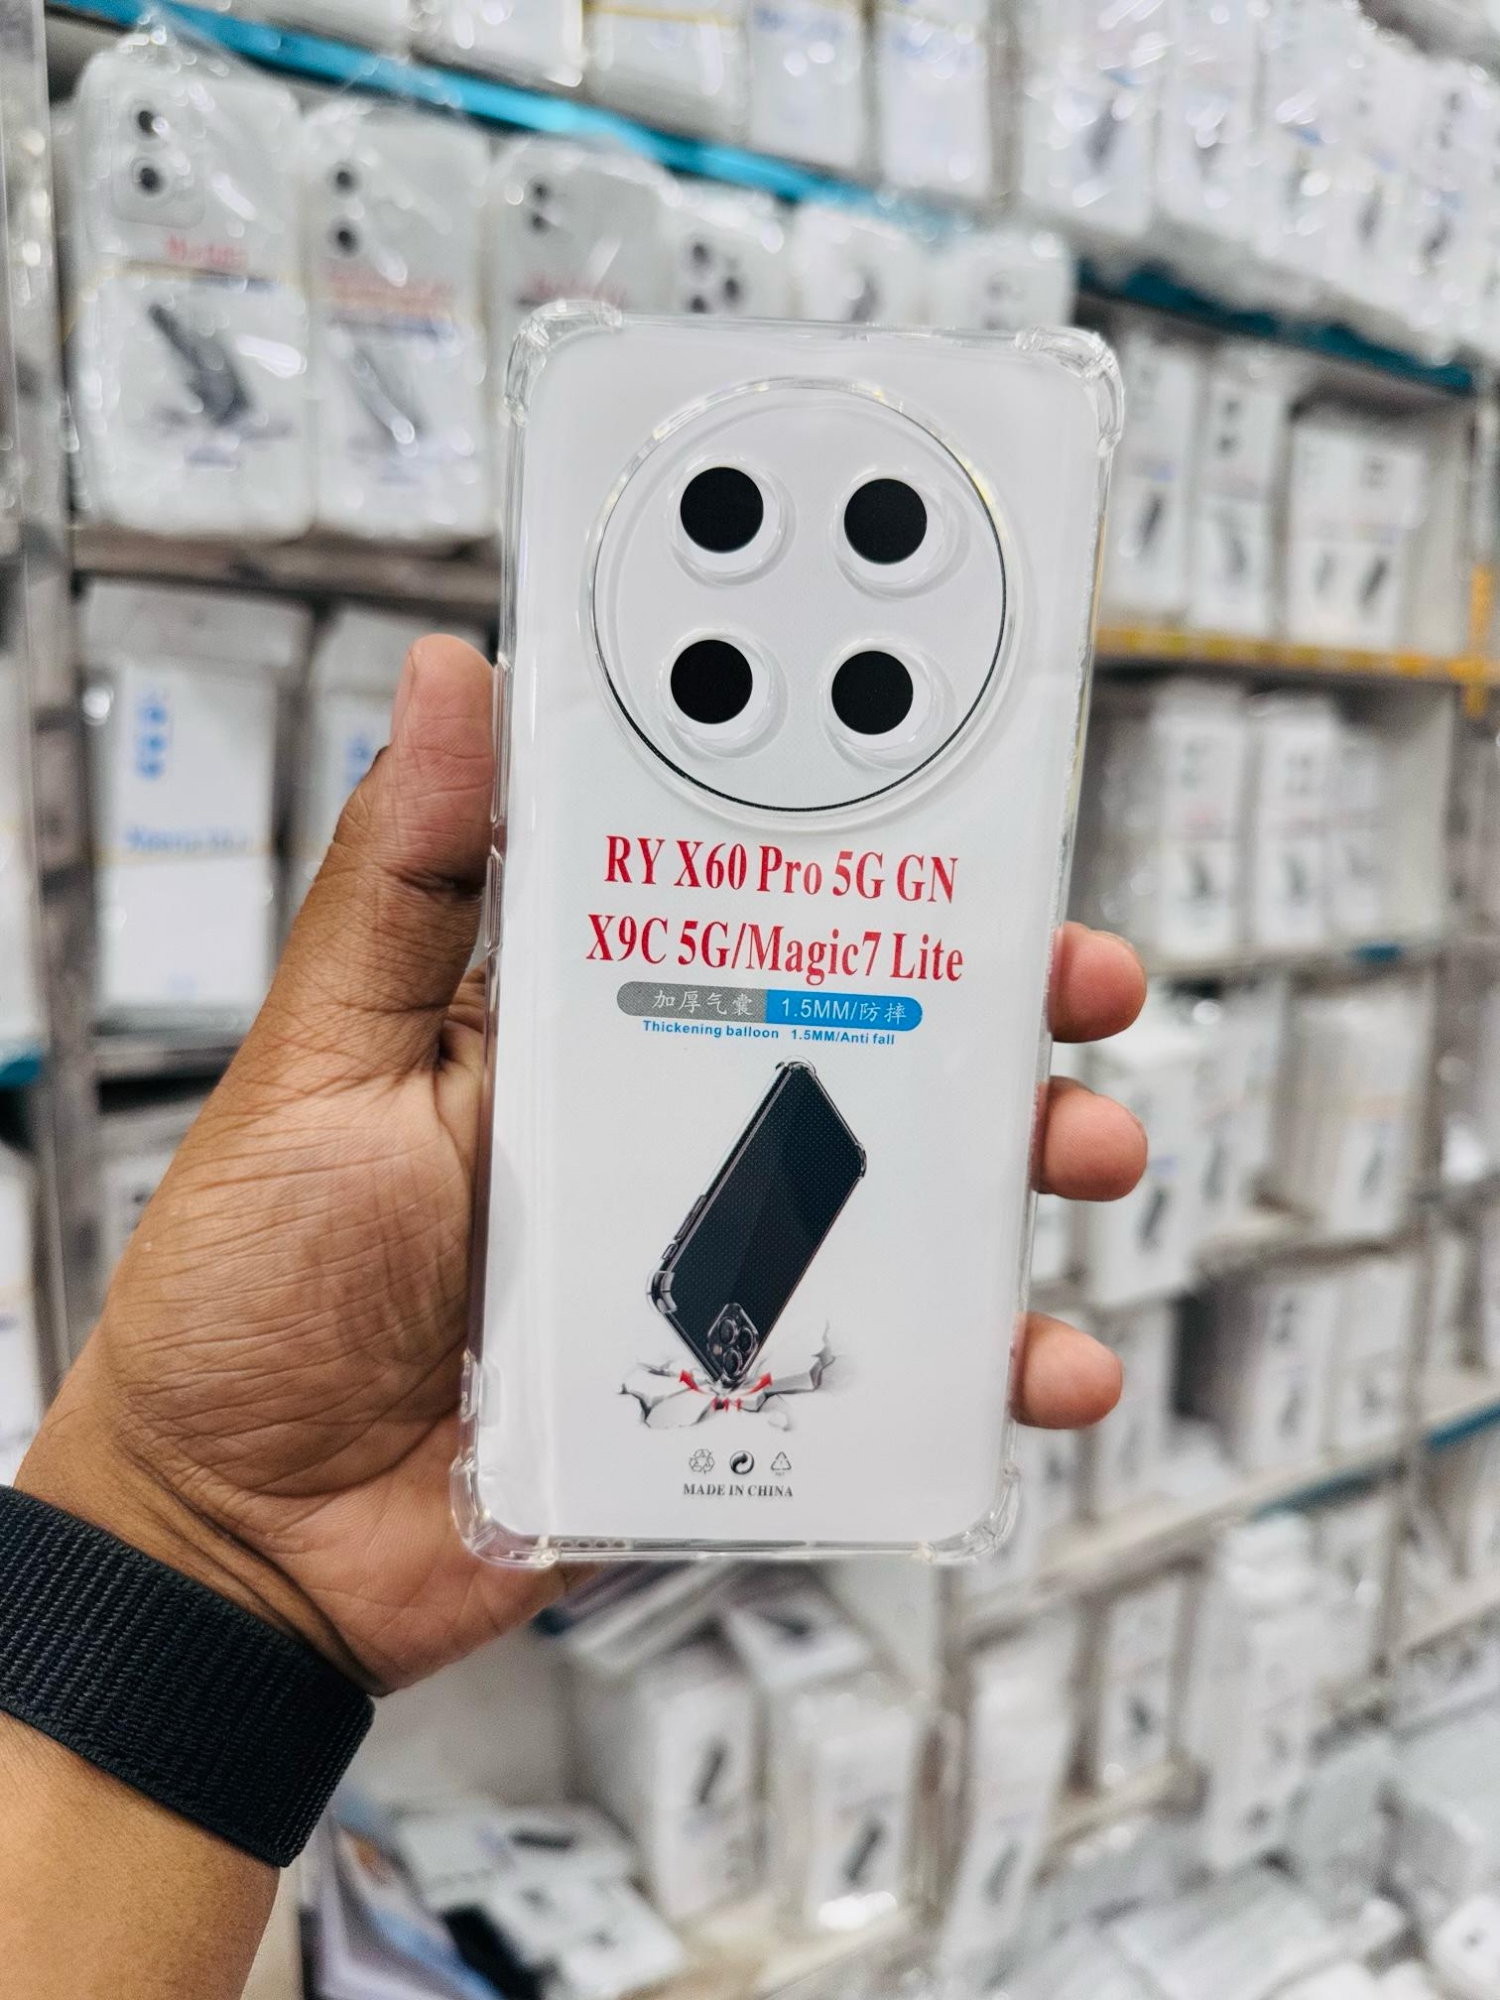 RY X60 Pro 5G GN
X9C 5G/Magic7 Lite
加厚气囊 1.5MM/防摔
Thickening balloon 1.5MM/Anti fall
MADE IN CHINA